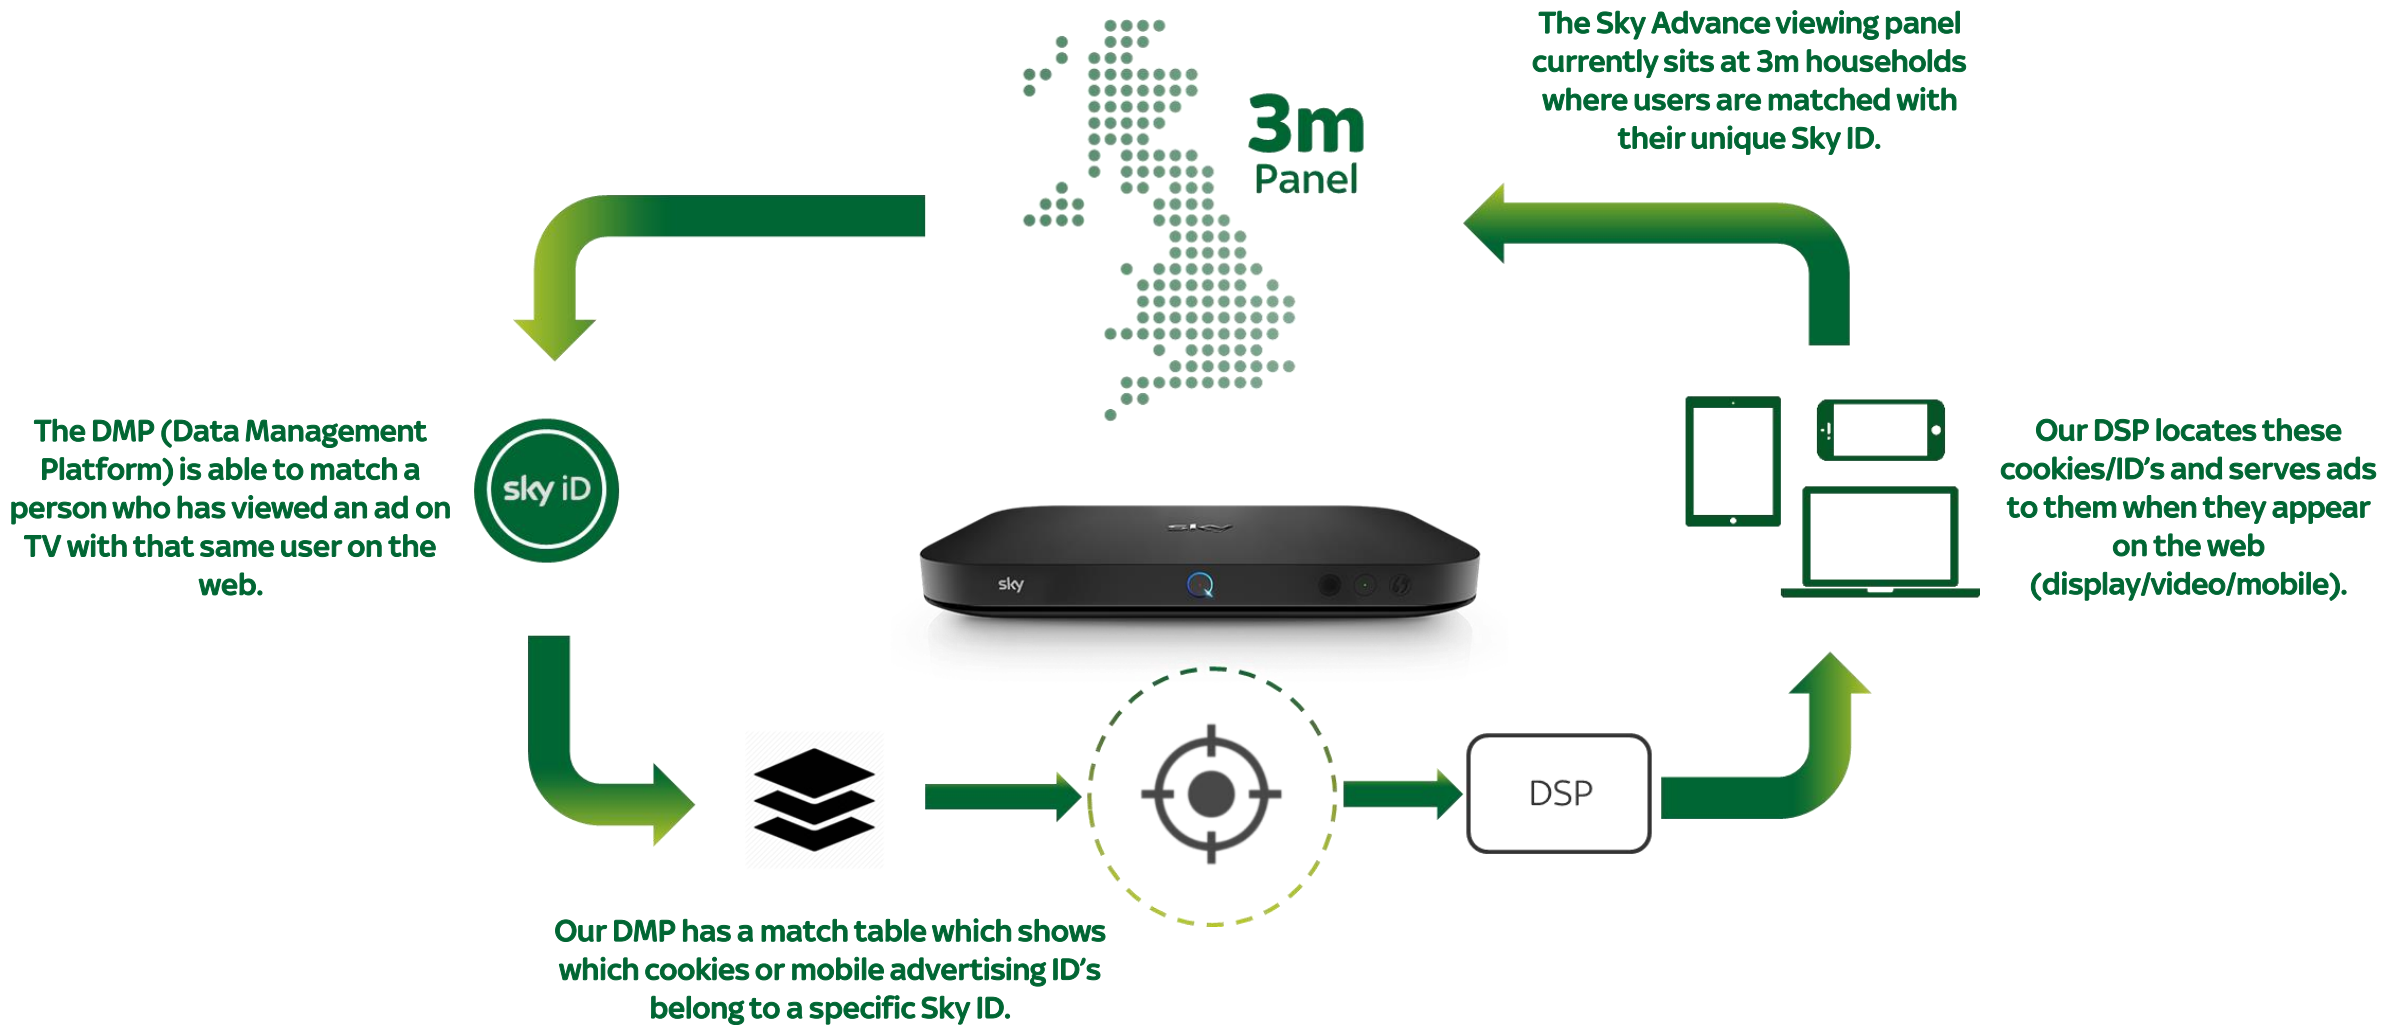 The Sky Advance viewing panel
currently sits at 3m households
where users are matched with
their unique Sky ID.
3m
Panel
The DMP (Data Management
Platform) is able to match a
person who has viewed an ad on
TV with that same user on the
web.
sky iD
Our DSP locates these
cookies/ID's and serves ads
to them when they appear
on the web
(display/video/mobile).
sky
sky
Q
DSP
Our DMP has a match table which shows
which cookies or mobile advertising ID's
belong to a specific Sky ID.